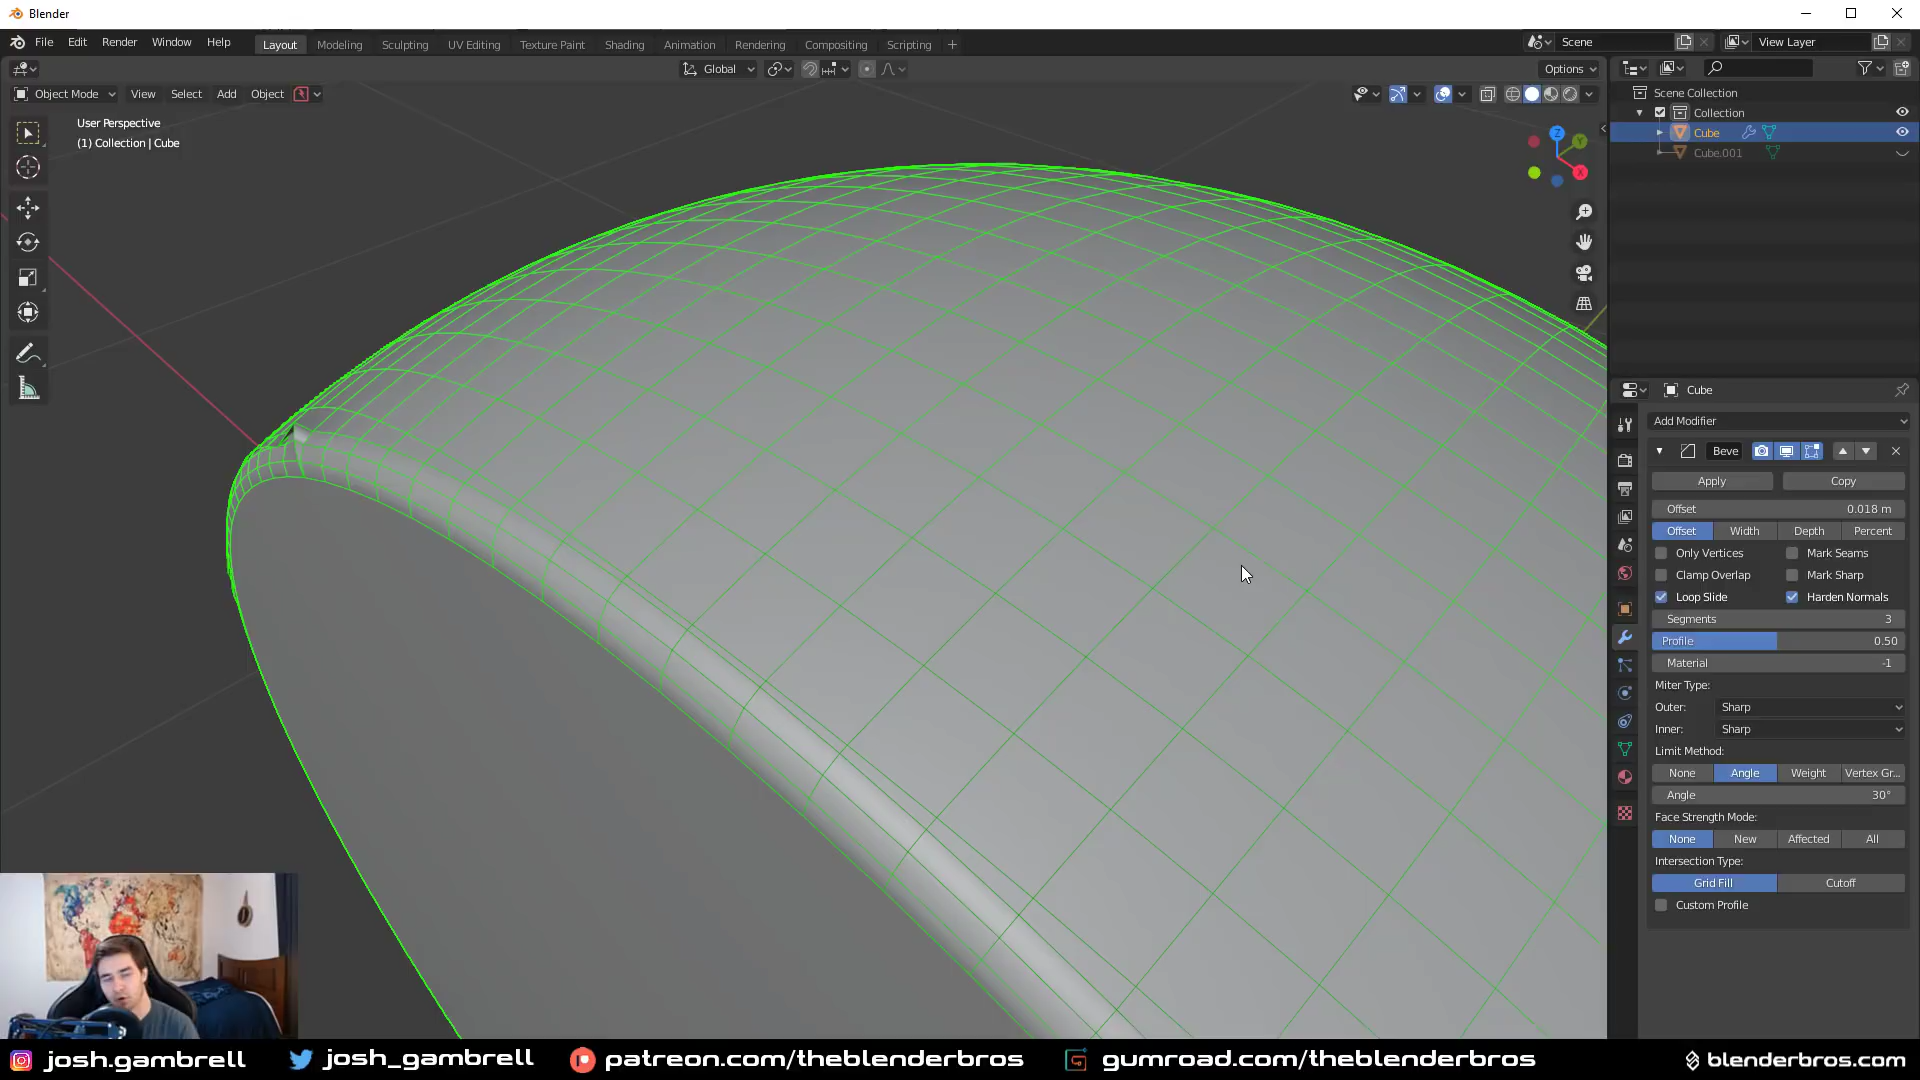 Blender
File Edit Render Window Help
Layout Modeling Sculpting UV Editing Texture Paint Shading Animation Rendering Compositing Scripting +
Scene
View Layer
Global
Options
Object Mode View Select Add Object
User Perspective
(1) Collection | Cube
Z
Y
X
Scene Collection
Collection
Cube
Cube.001
Cube
Add Modifier
Beve
Apply Copy
Offset 0.018 m
Offset Width Depth Percent
Only Vertices Mark Seams
Clamp Overlap Mark Sharp
Loop Slide Harden Normals
Segments 3
Profile 0.50
Material -1
Miter Type:
Outer: Sharp
Inner: Sharp
Limit Method:
None Angle Weight Vertex Gr...
Angle 30°
Face Strength Mode:
None New Affected All
Intersection Type:
Grid Fill Cutoff
Custom Profile
josh.gambrell josh_gambrell patreon.com/theblenderbros gumroad.com/theblenderbros blenderbros.com